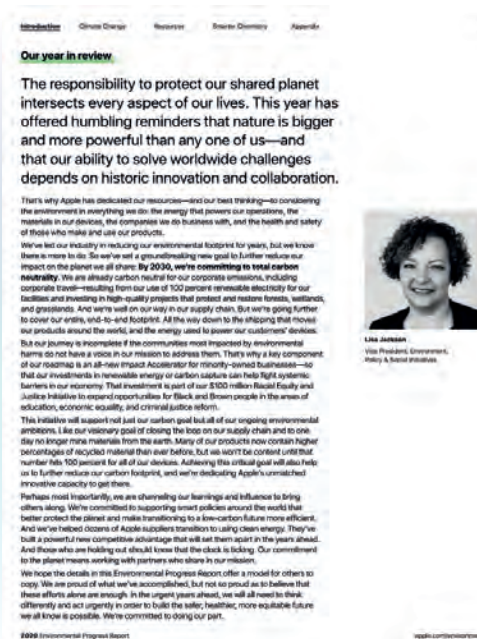 Introduction Climate Change Resources Smarter Chemistry Appendix
Our year in review
The responsibility to protect our shared planet
intersects every aspect of our lives. This year has
offered humbling reminders that nature is bigger
and more powerful than any one of us—and
that our ability to solve worldwide challenges
depends on historic innovation and collaboration.
That's why Apple has dedicated our resources—and our best thinking—to considering
the environment in everything we do: the energy that powers our operations, the
materials in our devices, the companies we do business with, and the health and safety
of those who make and use our products.
We've led our industry in reducing our environmental footprint for years, but we know
there is more to do. So we've set a groundbreaking new goal to further reduce our
impact on the planet we all share: By 2030, we're committing to total carbon
neutrality. We are already carbon neutral for our corporate emissions, including
corporate travel—resulting from our use of 100 percent renewable electricity for our
facilities and investing in high-quality projects that protect and restore forests, wetlands,
and grasslands. And we're well on our way in our supply chain. But we're going further
to cover our entire, end-to-end footprint. All the way down to the shipping that moves
our products around the world, and the energy used to power our customers' devices.
But our journey is incomplete if the communities most impacted by environmental
harms do not have a voice in our mission to address them. That's why a key component
of our roadmap is an all-new Impact Accelerator for minority-owned businesses—so
that our investments in renewable energy or carbon capture can help fight systemic
barriers in our economy. That investment is part of our $100 million Racial Equity and
Justice Initiative to expand opportunities for Black and Brown people in the areas of
education, economic equality, and criminal justice reform.
This initiative will support not just our carbon goal but all of our ongoing environmental
ambitions. Like our visionary goal of closing the loop on our supply chain and to one
day no longer mine materials from the earth. Many of our products now contain higher
percentages of recycled material than ever before, but we won't be content until that
number hits 100 percent for all of our devices. Achieving this critical goal will also help
us to further reduce our carbon footprint, and we're dedicating Apple's unmatched
innovative capacity to get there.
Perhaps most importantly, we are channeling our learnings and influence to bring
others along. We're committed to supporting smart policies around the world that
better protect the planet and make transitioning to a low-carbon future more efficient.
And we've helped dozens of Apple suppliers transition to using clean energy. They've
built a powerful new competitive advantage that will set them apart in the years ahead.
And those who are holding out should know that the clock is ticking. Our commitment
to the planet means working with partners who share in our mission.
We hope the details in this Environmental Progress Report offer a model for others to
copy. We are proud of what we've accomplished, but not so proud as to believe that
these efforts alone are enough. In the urgent years ahead, we will all need to think
differently and act urgently in order to build the safer, healthier, more equitable future
we all know is possible. We're committed to doing our part.
Lisa Jackson
Vice President, Environment,
Policy & Social Initiatives
2020 Environmental Progress Report